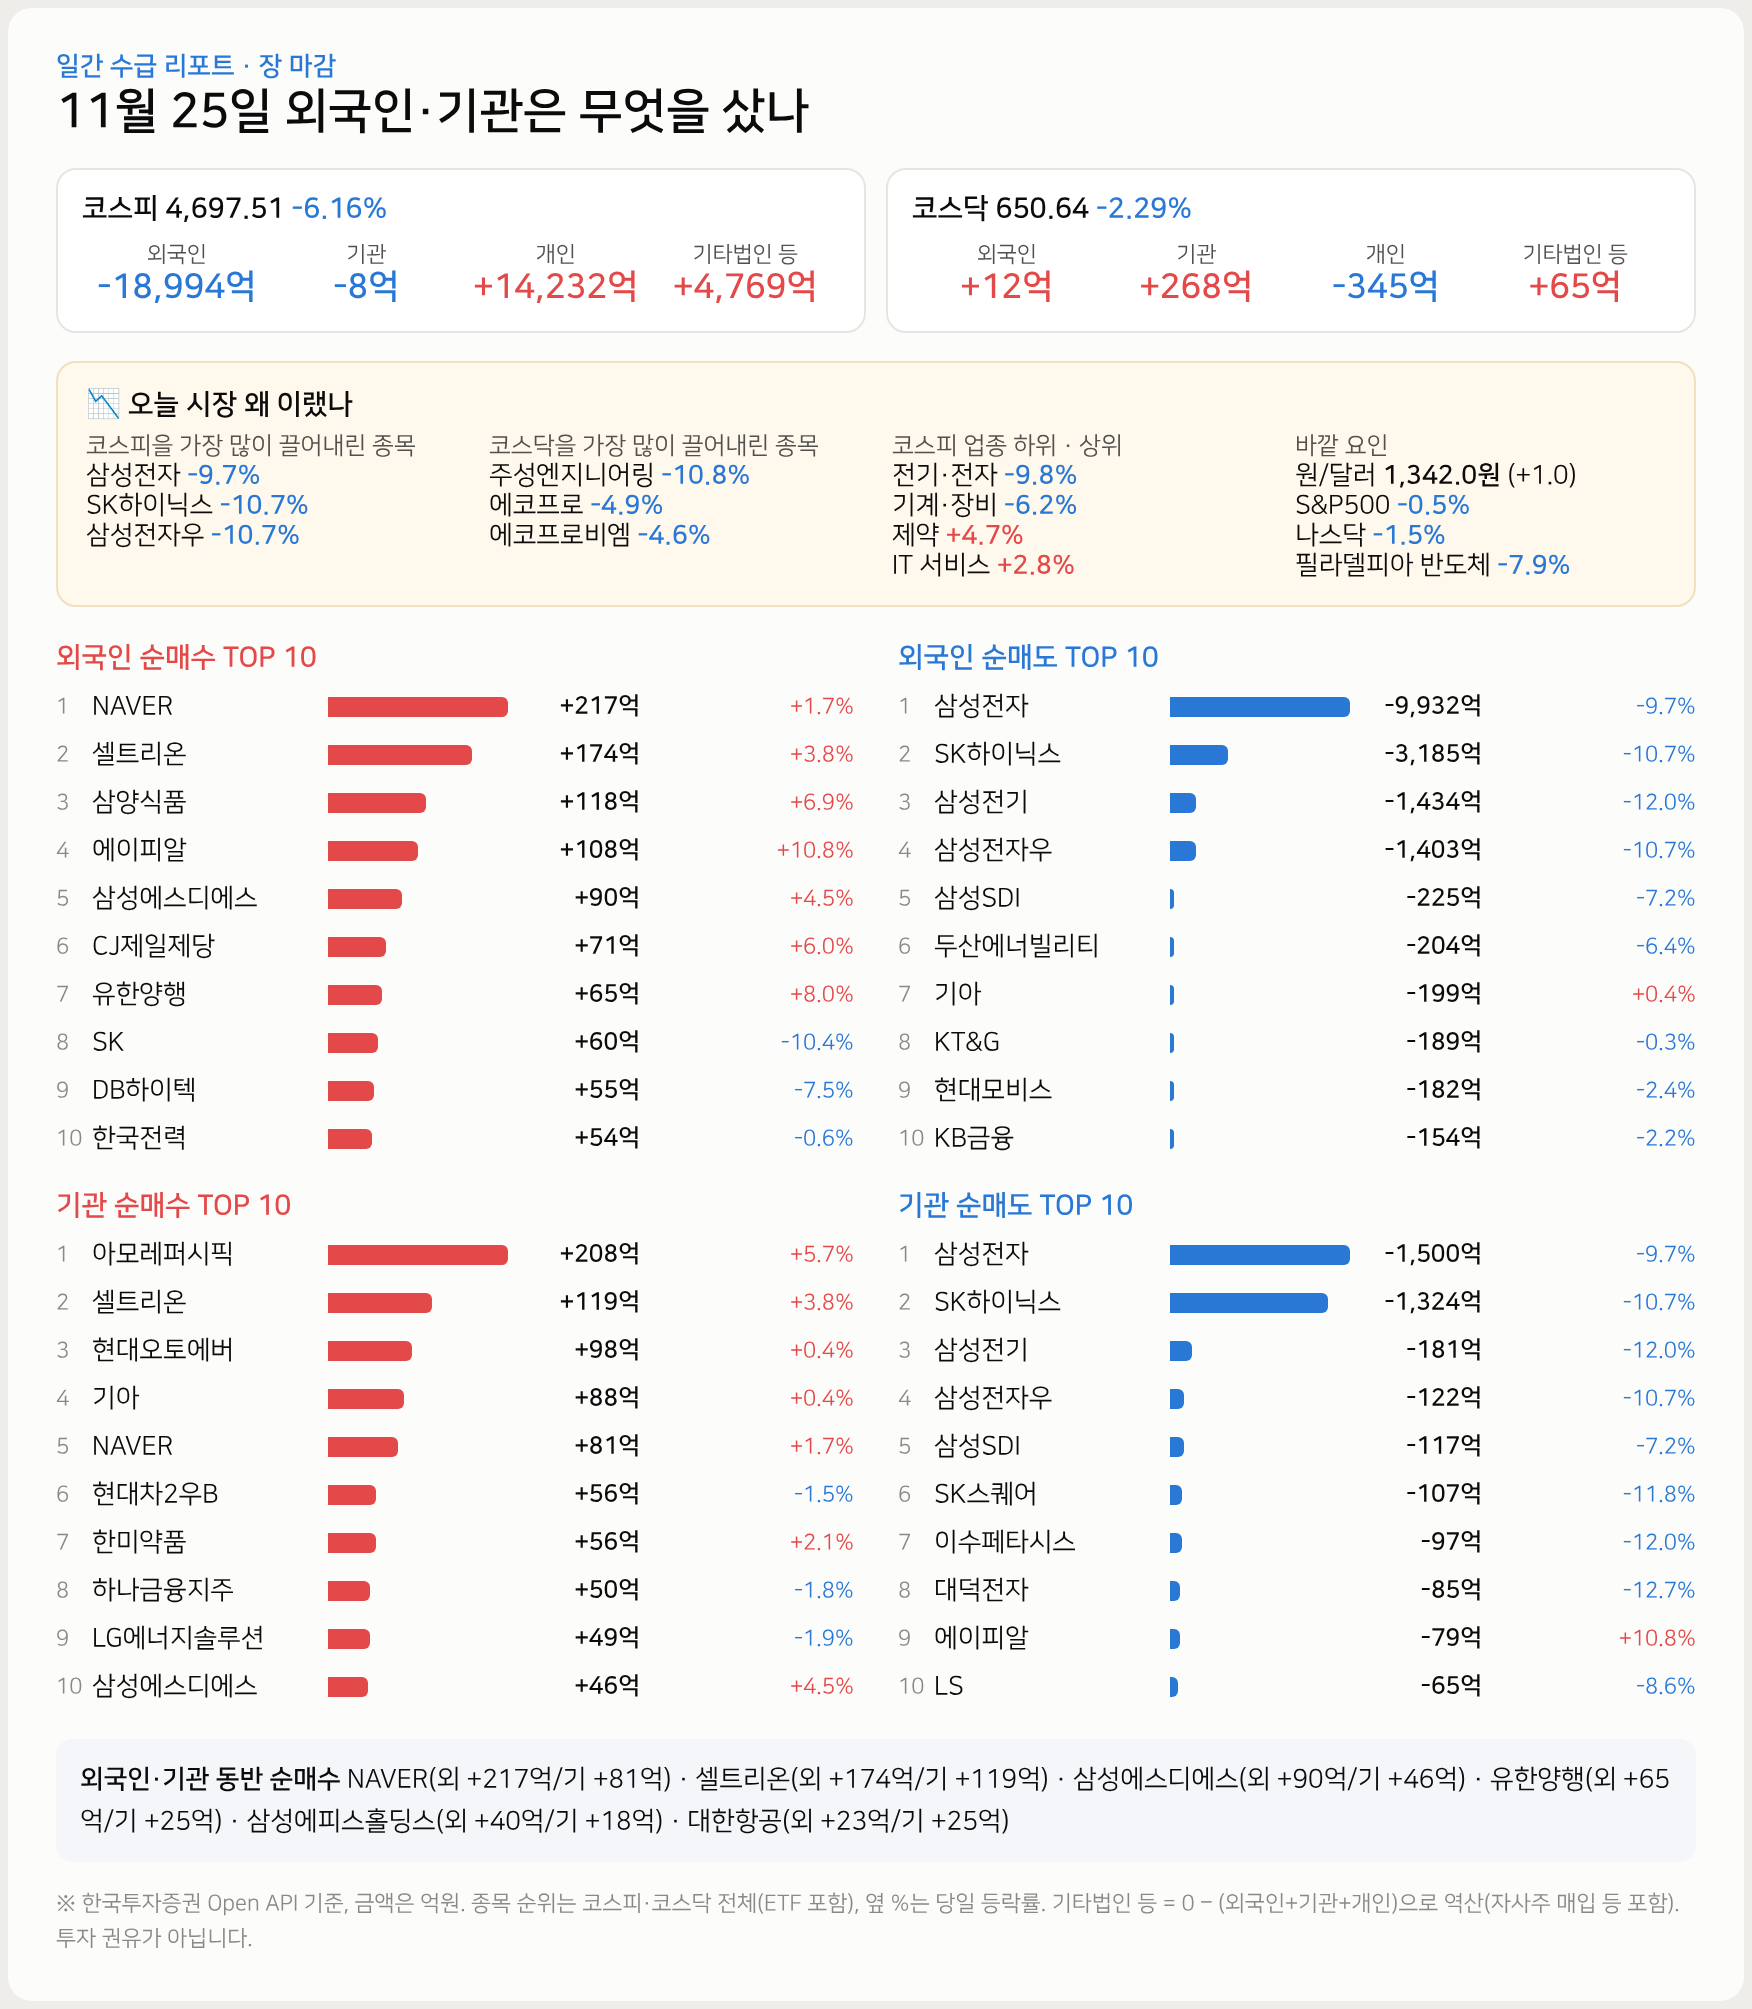 일간 수급 리포트 · 장 마감
11월 25일 외국인·기관은 무엇을 샀나
코스피 4,697.51 -6.16%
외국인 기관 개인 기타법인 등
-18,994억 -8억 +14,232억 +4,769억
코스닥 650.64 -2.29%
외국인 기관 개인 기타법인 등
+12억 +268억 -345억 +65억
📉 오늘 시장 왜 이랬나
코스피을 가장 많이 끌어내린 종목
삼성전자 -9.7%
SK하이닉스 -10.7%
삼성전자우 -10.7%
코스닥을 가장 많이 끌어내린 종목
주성엔지니어링 -10.8%
에코프로 -4.9%
에코프로비엠 -4.6%
코스피 업종 하위 · 상위
전기·전자 -9.8%
기계·장비 -6.2%
제약 +4.7%
IT 서비스 +2.8%
바깥 요인
원/달러 1,342.0원 (+1.0)
S&P500 -0.5%
나스닥 -1.5%
필라델피아 반도체 -7.9%
외국인 순매수 TOP 10
1 NAVER +217억 +1.7%
2 셀트리온 +174억 +3.8%
3 삼양식품 +118억 +6.9%
4 에이피알 +108억 +10.8%
5 삼성에스디에스 +90억 +4.5%
6 CJ제일제당 +71억 +6.0%
7 유한양행 +65억 +8.0%
8 SK +60억 -10.4%
9 DB하이텍 +55억 -7.5%
10 한국전력 +54억 -0.6%
외국인 순매도 TOP 10
1 삼성전자 -9,932억 -9.7%
2 SK하이닉스 -3,185억 -10.7%
3 삼성전기 -1,434억 -12.0%
4 삼성전자우 -1,403억 -10.7%
5 삼성SDI -225억 -7.2%
6 두산에너빌리티 -204억 -6.4%
7 기아 -199억 +0.4%
8 KT&G -189억 -0.3%
9 현대모비스 -182억 -2.4%
10 KB금융 -154억 -2.2%
기관 순매수 TOP 10
1 아모레퍼시픽 +208억 +5.7%
2 셀트리온 +119억 +3.8%
3 현대오토에버 +98억 +0.4%
4 기아 +88억 +0.4%
5 NAVER +81억 +1.7%
6 현대차2우B +56억 -1.5%
7 한미약품 +56억 +2.1%
8 하나금융지주 +50억 -1.8%
9 LG에너지솔루션 +49억 -1.9%
10 삼성에스디에스 +46억 +4.5%
기관 순매도 TOP 10
1 삼성전자 -1,500억 -9.7%
2 SK하이닉스 -1,324억 -10.7%
3 삼성전기 -181억 -12.0%
4 삼성전자우 -122억 -10.7%
5 삼성SDI -117억 -7.2%
6 SK스퀘어 -107억 -11.8%
7 이수페타시스 -97억 -12.0%
8 대덕전자 -85억 -12.7%
9 에이피알 -79억 +10.8%
10 LS -65억 -8.6%
외국인·기관 동반 순매수 NAVER(외 +217억/기 +81억) · 셀트리온(외 +174억/기 +119억) · 삼성에스디에스(외 +90억/기 +46억) · 유한양행(외 +65
억/기 +25억) · 삼성에피스홀딩스(외 +40억/기 +18억) · 대한항공(외 +23억/기 +25억)
※ 한국투자증권 Open API 기준, 금액은 억원. 종목 순위는 코스피·코스닥 전체(ETF 포함), 옆 %는 당일 등락률. 기타법인 등 = 0 − (외국인+기관+개인)으로 역산(자사주 매입 등 포함).
투자 권유가 아닙니다.